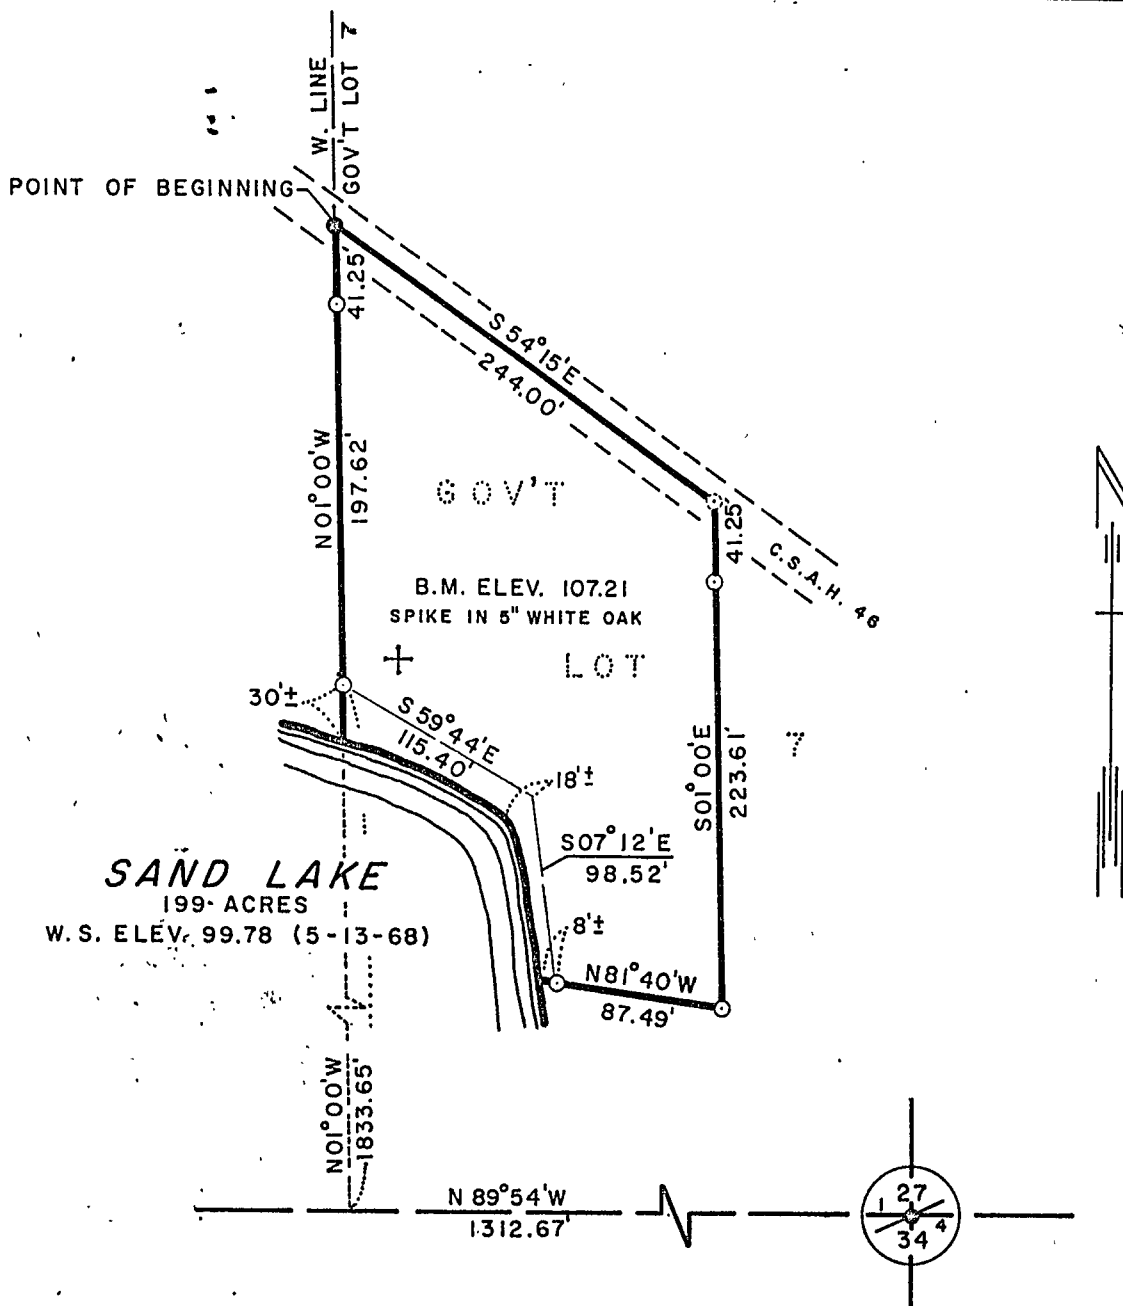 W. LINE
GOV'T LOT 7
POINT OF BEGINNING
41.25'
S 54°15'E
244.00'
N01°00'W
197.62'
GOV'T
41.25
C.S.A.H. 46
B.M. ELEV. 107.21
SPIKE IN 5" WHITE OAK
LOT
30'±
S 59°44'E
115.40'
7
S01°00'E
223.61'
18'±
S07°12'E
98.52'
SAND LAKE
199 ACRES
W.S. ELEV. 99.78 (5-13-68)
8'±
N81°40'W
87.49'
N01°00'W
1833.65'
N 89°54'W
1312.67'
27
1 4
34